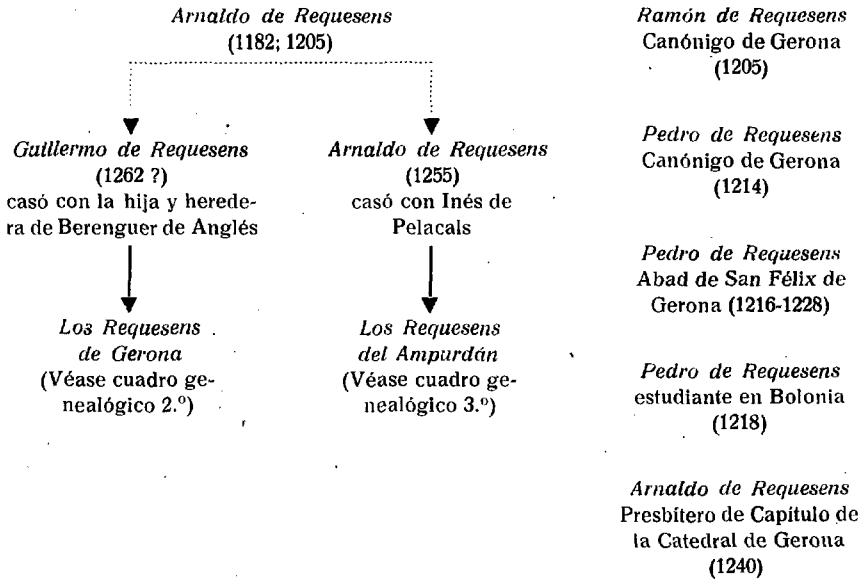 Arnaldo de Requesens
(1182; 1205)
Guillermo de Requesens
(1262 ?)
casó con la hija y herede-
ra de Berenguer de Anglés
Los Requesens
de Gerona
(Véase cuadro ge-
nealógico 2.º)
Arnaldo de Requesens
(1255)
casó con Inés de
Pelacals
Los Requesens
del Ampurdán
(Véase cuadro ge-
nealógico 3.º)
Ramón de Requesens
Canónigo de Gerona
(1205)
Pedro de Requesens
Canónigo de Gerona
(1214)
Pedro de Requesens
Abad de San Félix de
Gerona (1216-1228)
Pedro de Requesens
estudiante en Bolonia
(1218)
Arnaldo de Requesens
Presbítero de Capítulo de
la Catedral de Gerona
(1240)